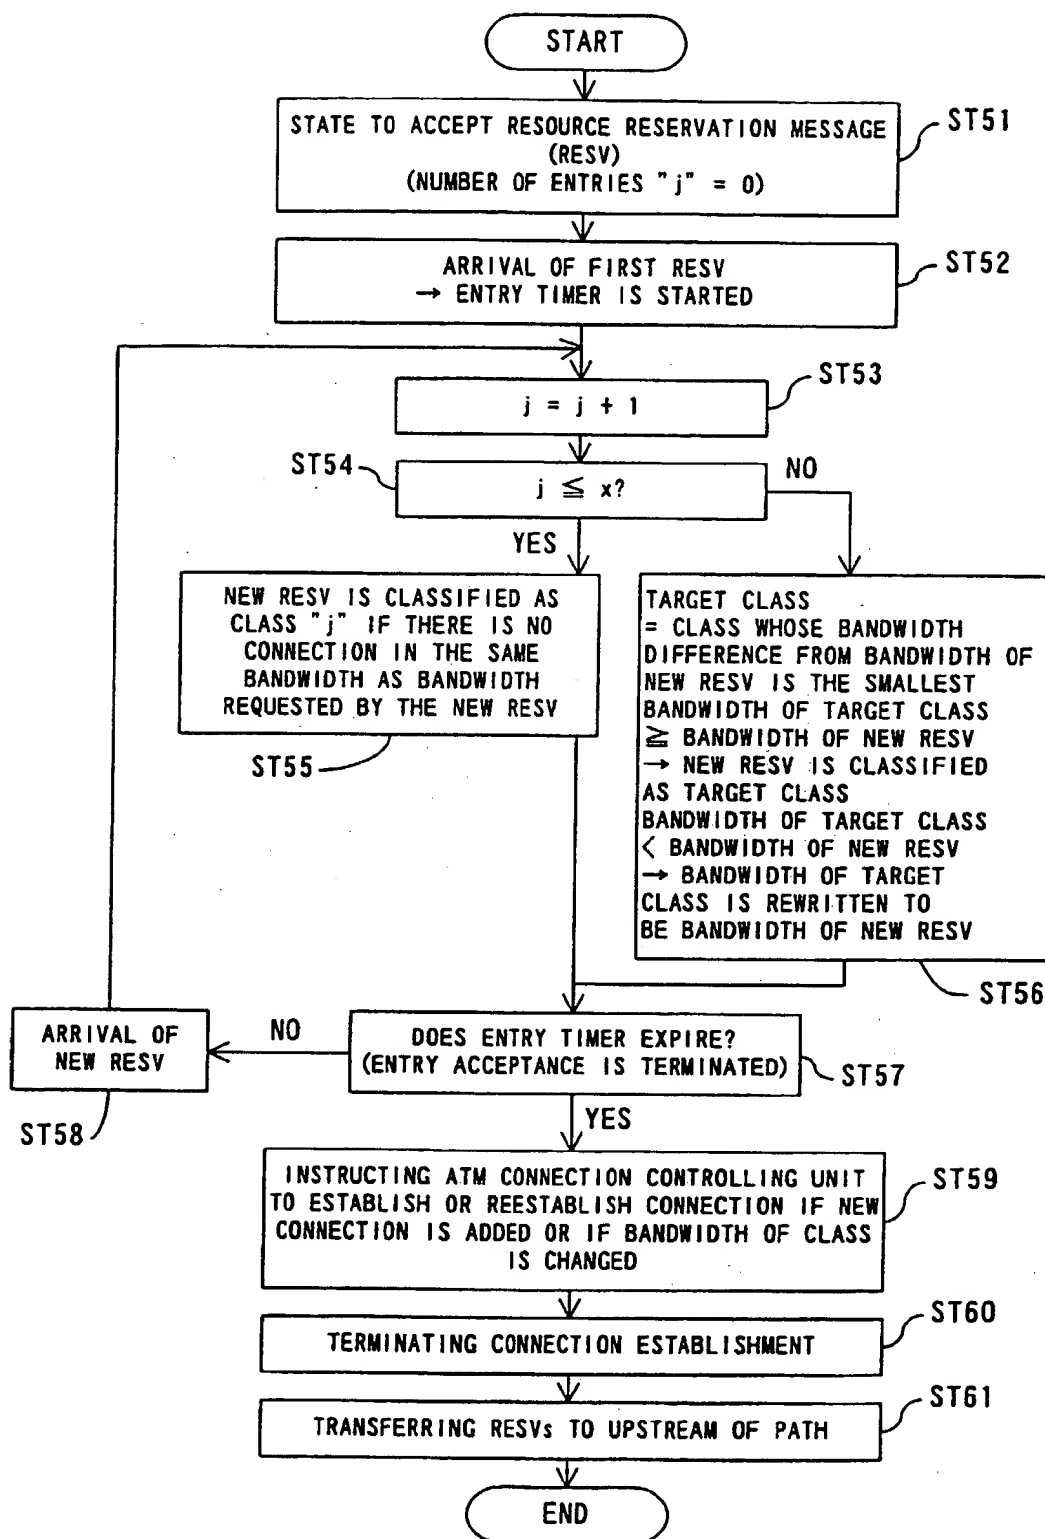 START
STATE TO ACCEPT RESOURCE RESERVATION MESSAGE
(RESV)
(NUMBER OF ENTRIES "j" = 0)
ST51
ARRIVAL OF FIRST RESV
→ ENTRY TIMER IS STARTED
ST52
j = j + 1
ST53
ST54
j ≦ x?
NO
YES
NEW RESV IS CLASSIFIED AS
CLASS "j" IF THERE IS NO
CONNECTION IN THE SAME
BANDWIDTH AS BANDWIDTH
REQUESTED BY THE NEW RESV
ST55
TARGET CLASS
= CLASS WHOSE BANDWIDTH
DIFFERENCE FROM BANDWIDTH OF
NEW RESV IS THE SMALLEST
BANDWIDTH OF TARGET CLASS
≧ BANDWIDTH OF NEW RESV
→ NEW RESV IS CLASSIFIED
AS TARGET CLASS
BANDWIDTH OF TARGET CLASS
< BANDWIDTH OF NEW RESV
→ BANDWIDTH OF TARGET
CLASS IS REWRITTEN TO
BE BANDWIDTH OF NEW RESV
ST56
DOES ENTRY TIMER EXPIRE?
(ENTRY ACCEPTANCE IS TERMINATED)
ST57
NO
ARRIVAL OF
NEW RESV
ST58
YES
INSTRUCTING ATM CONNECTION CONTROLLING UNIT
TO ESTABLISH OR REESTABLISH CONNECTION IF NEW
CONNECTION IS ADDED OR IF BANDWIDTH OF CLASS
IS CHANGED
ST59
TERMINATING CONNECTION ESTABLISHMENT
ST60
TRANSFERRING RESVs TO UPSTREAM OF PATH
ST61
END